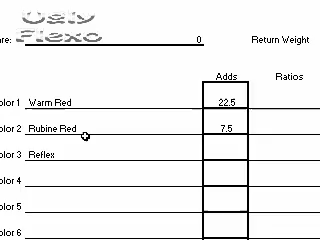 Ugly
Flexo
are: 0 Return Weight
Adds Ratios
olor 1 Warm Red 22.5
olor 2 Rubine Red 7.5
olor 3 Reflex
olor 4
olor 5
olor 6